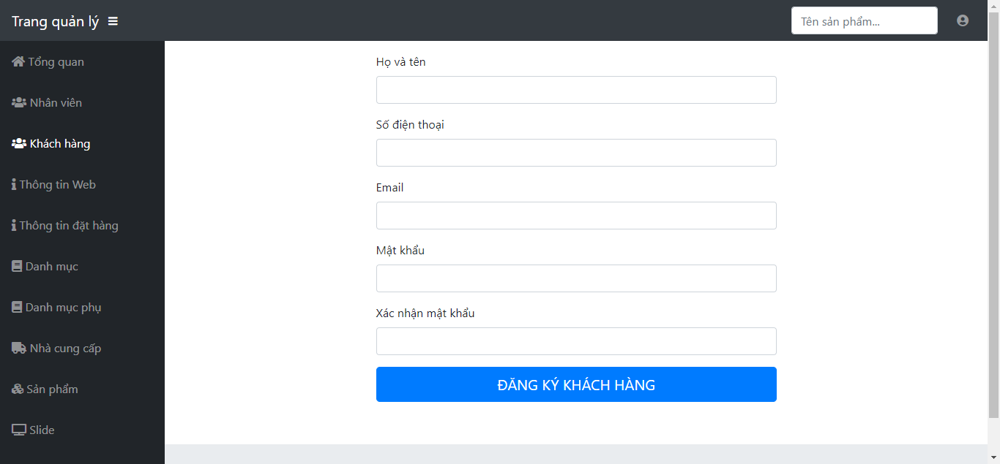 Trang quản lý
Tên sản phẩm...
Tổng quan
Nhân viên
Khách hàng
Thông tin Web
Thông tin đặt hàng
Danh mục
Danh mục phụ
Nhà cung cấp
Sản phẩm
Slide
Họ và tên
Số điện thoại
Email
Mật khẩu
Xác nhận mật khẩu
ĐĂNG KÝ KHÁCH HÀNG